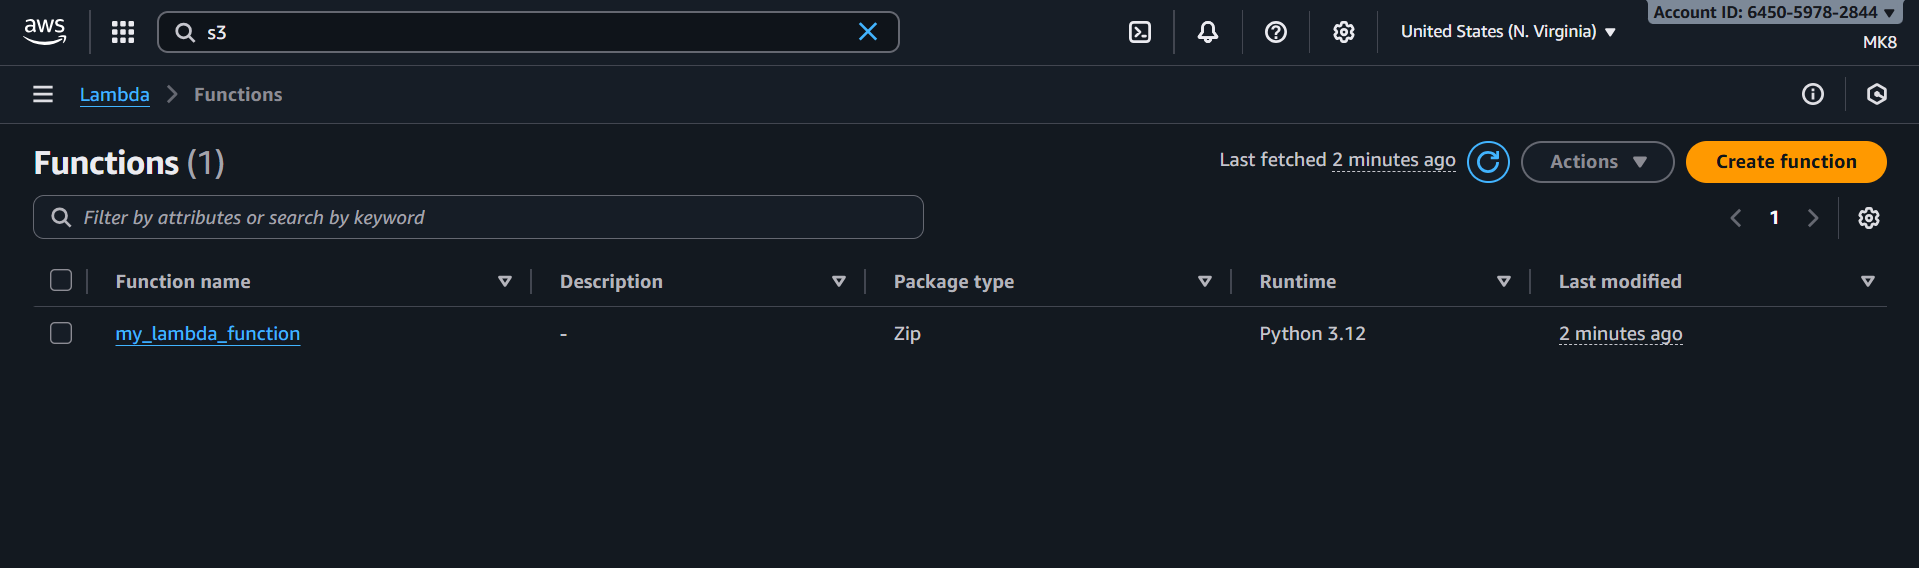 aws
s3
United States (N. Virginia)
Account ID: 6450-5978-2844
MK8
Lambda
Functions
Functions (1)
Last fetched 2 minutes ago
Actions
Create function
Filter by attributes or search by keyword
1
Function name Description Package type Runtime Last modified
my_lambda_function - Zip Python 3.12 2 minutes ago